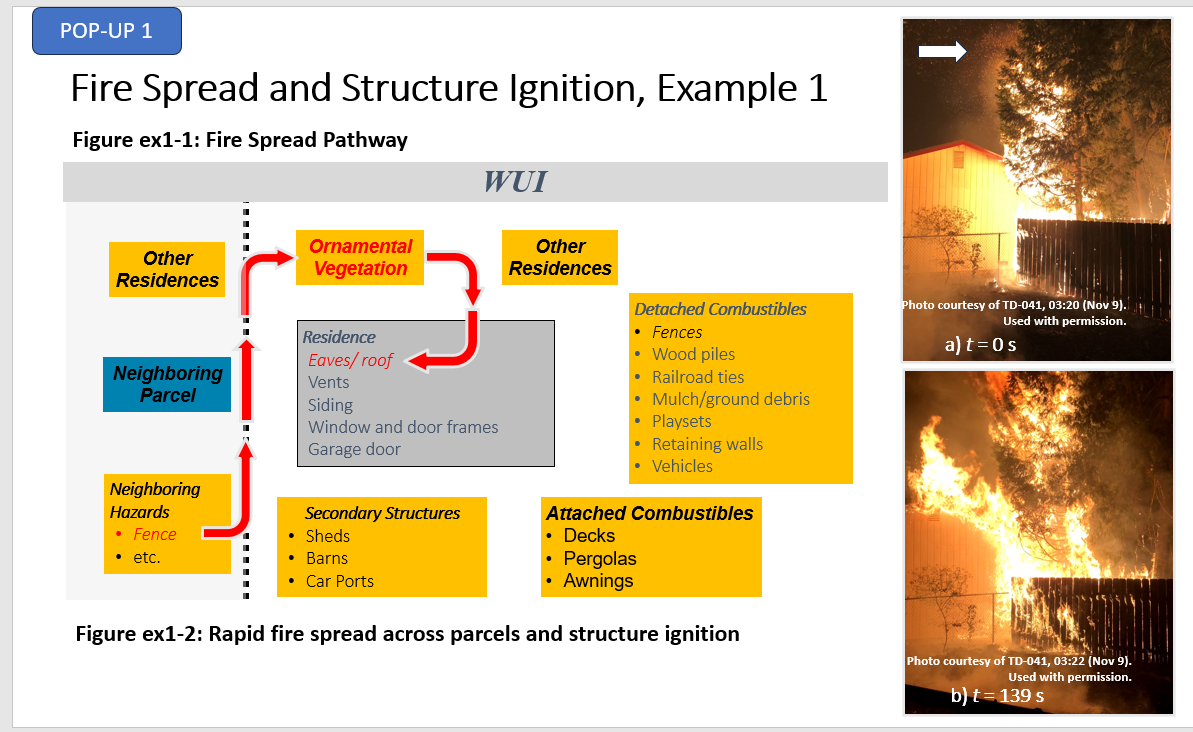 POP-UP 1
Fire Spread and Structure Ignition, Example 1
Figure ex1-1: Fire Spread Pathway
WUI
Other
Residences
Neighboring
Parcel
Neighboring
Hazards
• Fence
• etc.
Ornamental
Vegetation
Other
Residences
Residence
Eaves/ roof
Vents
Siding
Window and door frames
Garage door
Detached Combustibles
• Fences
• Wood piles
• Railroad ties
• Mulch/ground debris
• Playsets
• Retaining walls
• Vehicles
Secondary Structures
• Sheds
• Barns
• Car Ports
Attached Combustibles
• Decks
• Pergolas
• Awnings
Figure ex1-2: Rapid fire spread across parcels and structure ignition
Photo courtesy of TD-041, 03:20 (Nov 9).
Used with permission.
a) t = 0 s
Photo courtesy of TD-041, 03:22 (Nov 9).
Used with permission.
b) t = 139 s